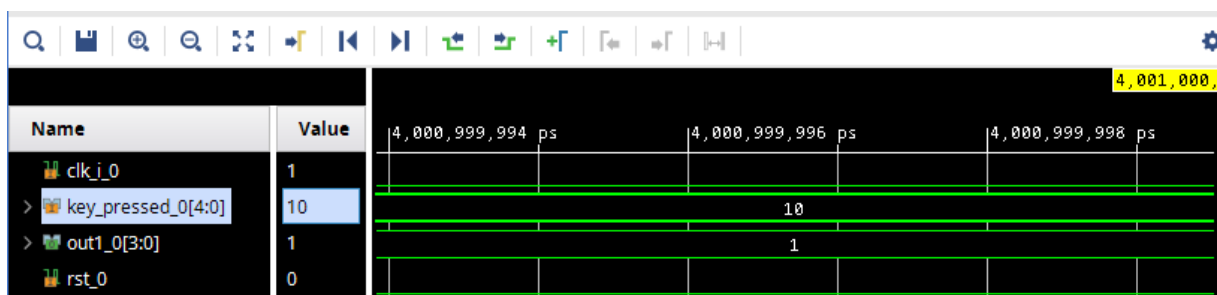 4,001,000,
Name Value 4,000,999,994 ps 4,000,999,996 ps 4,000,999,998 ps
clk_i_0 1
key_pressed_0[4:0] 10 10
out1_0[3:0] 1 1
rst_0 0